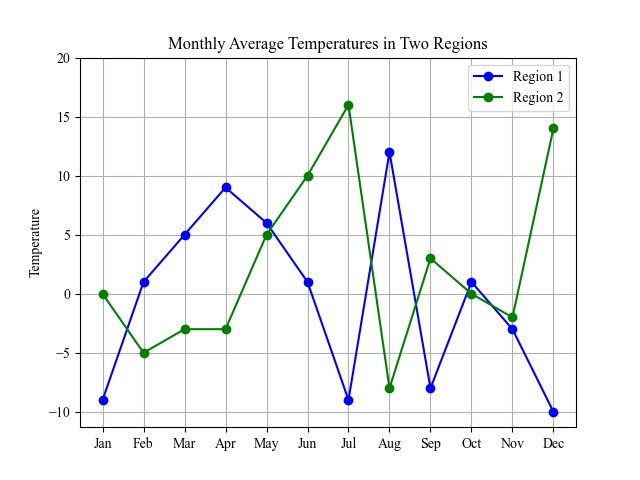 Monthly Average Temperatures in Two Regions
Region 1
Region 2
Temperature
20
15
10
5
0
−5
−10
Jan Feb Mar Apr May Jun Jul Aug Sep Oct Nov Dec